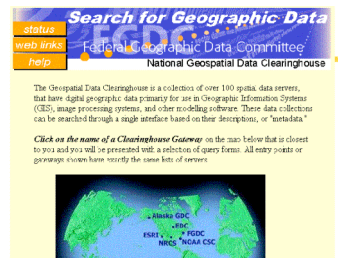 Search for Geographic Data
status
web links
help
FGDC
Federal Geographic Data Committee
National Geospatial Data Clearinghouse
The Geospatial Data Clearinghouse is a collection of over 100 spatial data servers,
that have digital geographic data primarily for use in Geographic Information Systems
(GIS), image processing systems, and other modelling software. These data collections
can be searched through a single interface based on their descriptions, or "metadata."
Click on the name of a Clearinghouse Gateway on the map below that is closest
to you and you will be presented with a selection of query forms. All entry points or
gateways shown have exactly the same lists of servers.
Alaska GDC
EDC
ESRI
FGDC
NRCS
NOAA CSC